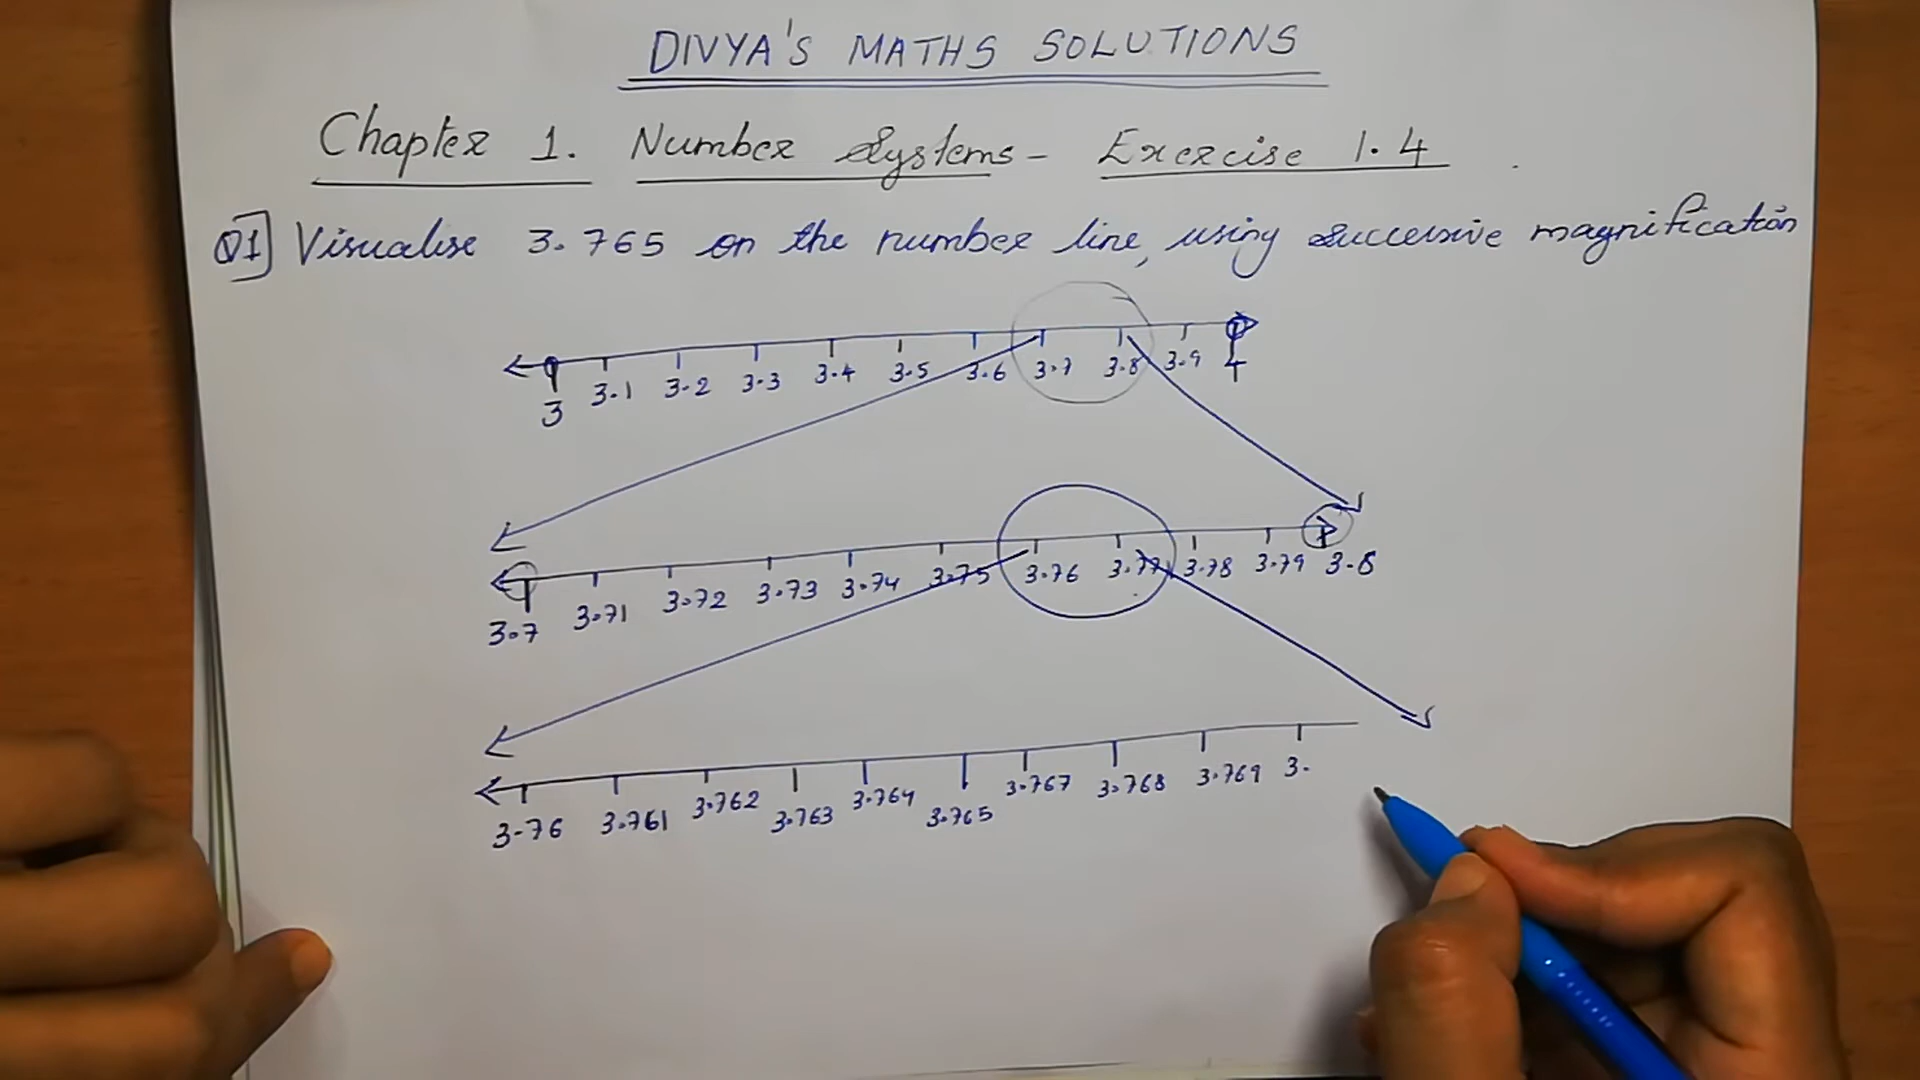 DIVYA'S MATHS SOLUTIONS
Chapter 1. Number Systems - Exercise 1.4
Q1] Visualise 3.765 on the number line, using successive magnification
3 3.1 3.2 3.3 3.4 3.5 3.6 3.7 3.8 3.9 4
3.7 3.71 3.72 3.73 3.74 3.75 3.76 3.77 3.78 3.79 3.8
3.76 3.761 3.762 3.763 3.764 3.765 3.767 3.768 3.769 3.